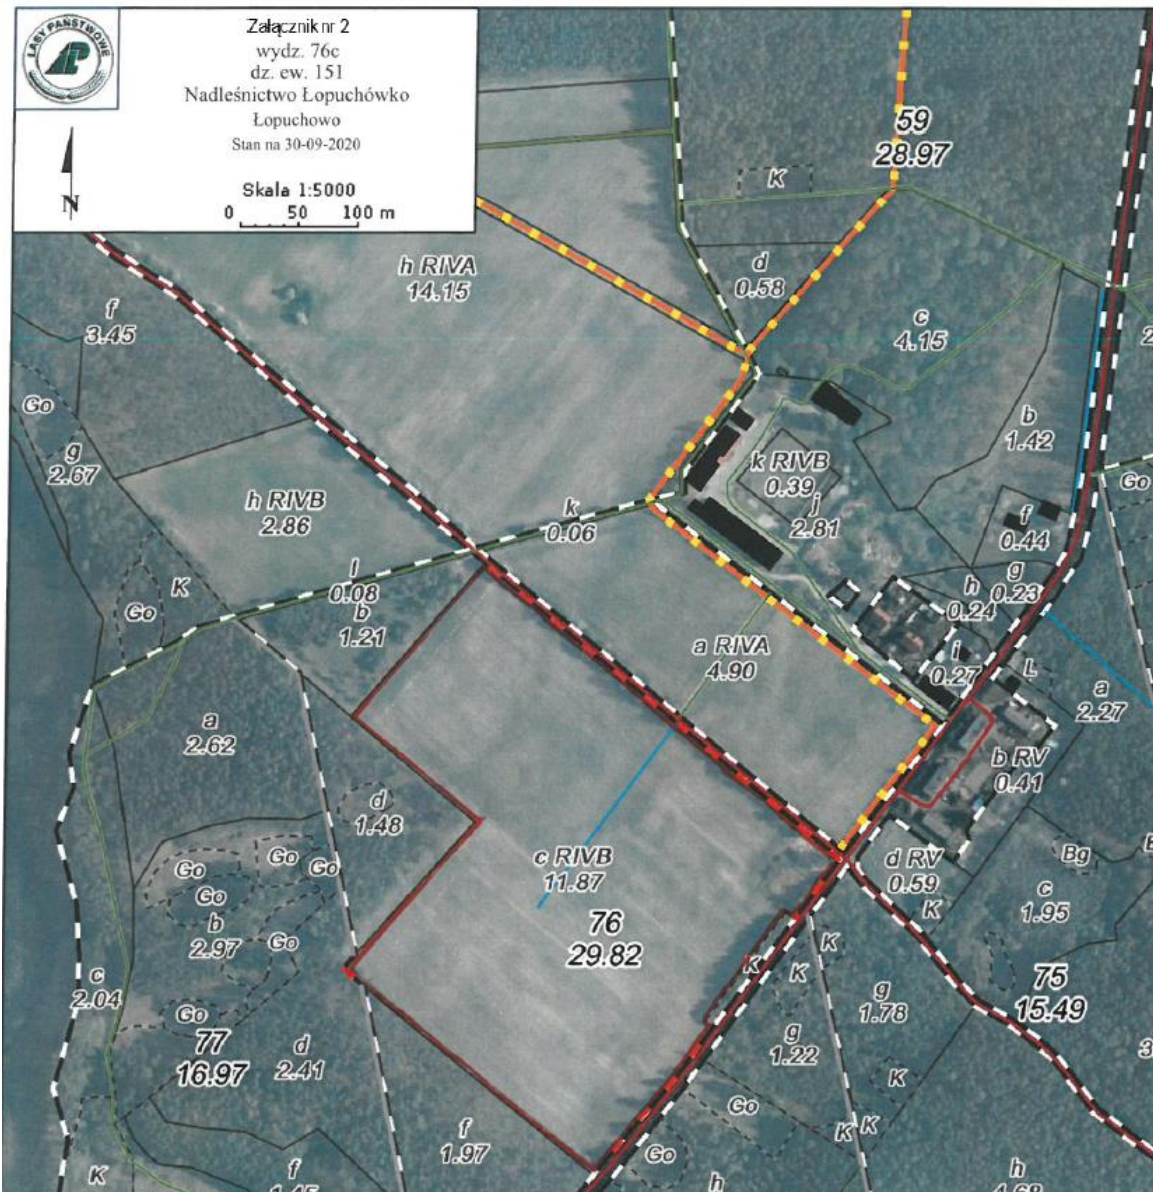 LASY PAŃSTWOWE
Załącznik nr 2
wydz. 76c
dz. ew. 151
Nadleśnictwo Łopuchówko
Łopuchowo
Stan na 30-09-2020
N
Skala 1:5000
0 50 100 m
59
28.97
K
h RIVA
14.15
d
0.58
f
3.45
c
4.15
Go
g
2.67
b
1.42
k RIVB
0.39
j
2.81
Go
h RIVB
2.86
k
0.06
f
0.44
l
0.08
g
0.23
h
0.24
K
Go
b
1.21
a RIVA
4.90
i
0.27
L
a
2.27
a
2.62
b RV
0.41
d
1.48
c RIVB
11.87
d RV
0.59
Bg
c
1.95
Go
Go
Go
Go
b
2.97
Go
76
29.82
K
K
K
K
c
2.04
Go
g
1.78
75
15.49
77
16.97
d
2.41
g
1.22
K
Go
f
1.97
K
K
Go
K
f
h
h